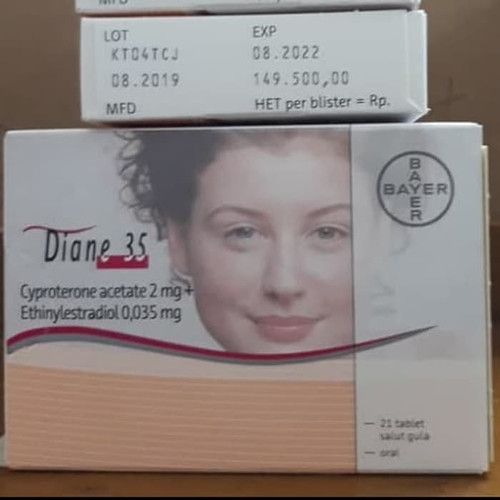 LOT EXP
KT04TCJ 08.2022
08.2019 149.500,00
MFD HET per blister = Rp.
BAYER
BAYER
Diane 35
Cyproterone acetate 2 mg+
Ethinylestradiol 0,035 mg
— 21 tablet
salut gula
— oral